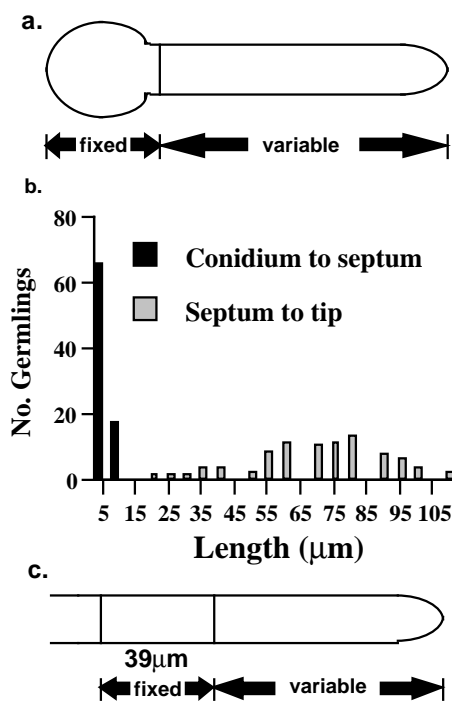 a.
fixed variable
b.
80
60
40
20
0
No. Germlings
Conidium to septum
Septum to tip
5 15 25 35 45 55 65 75 85 95 105
Length (μm)
c.
39μm
fixed variable